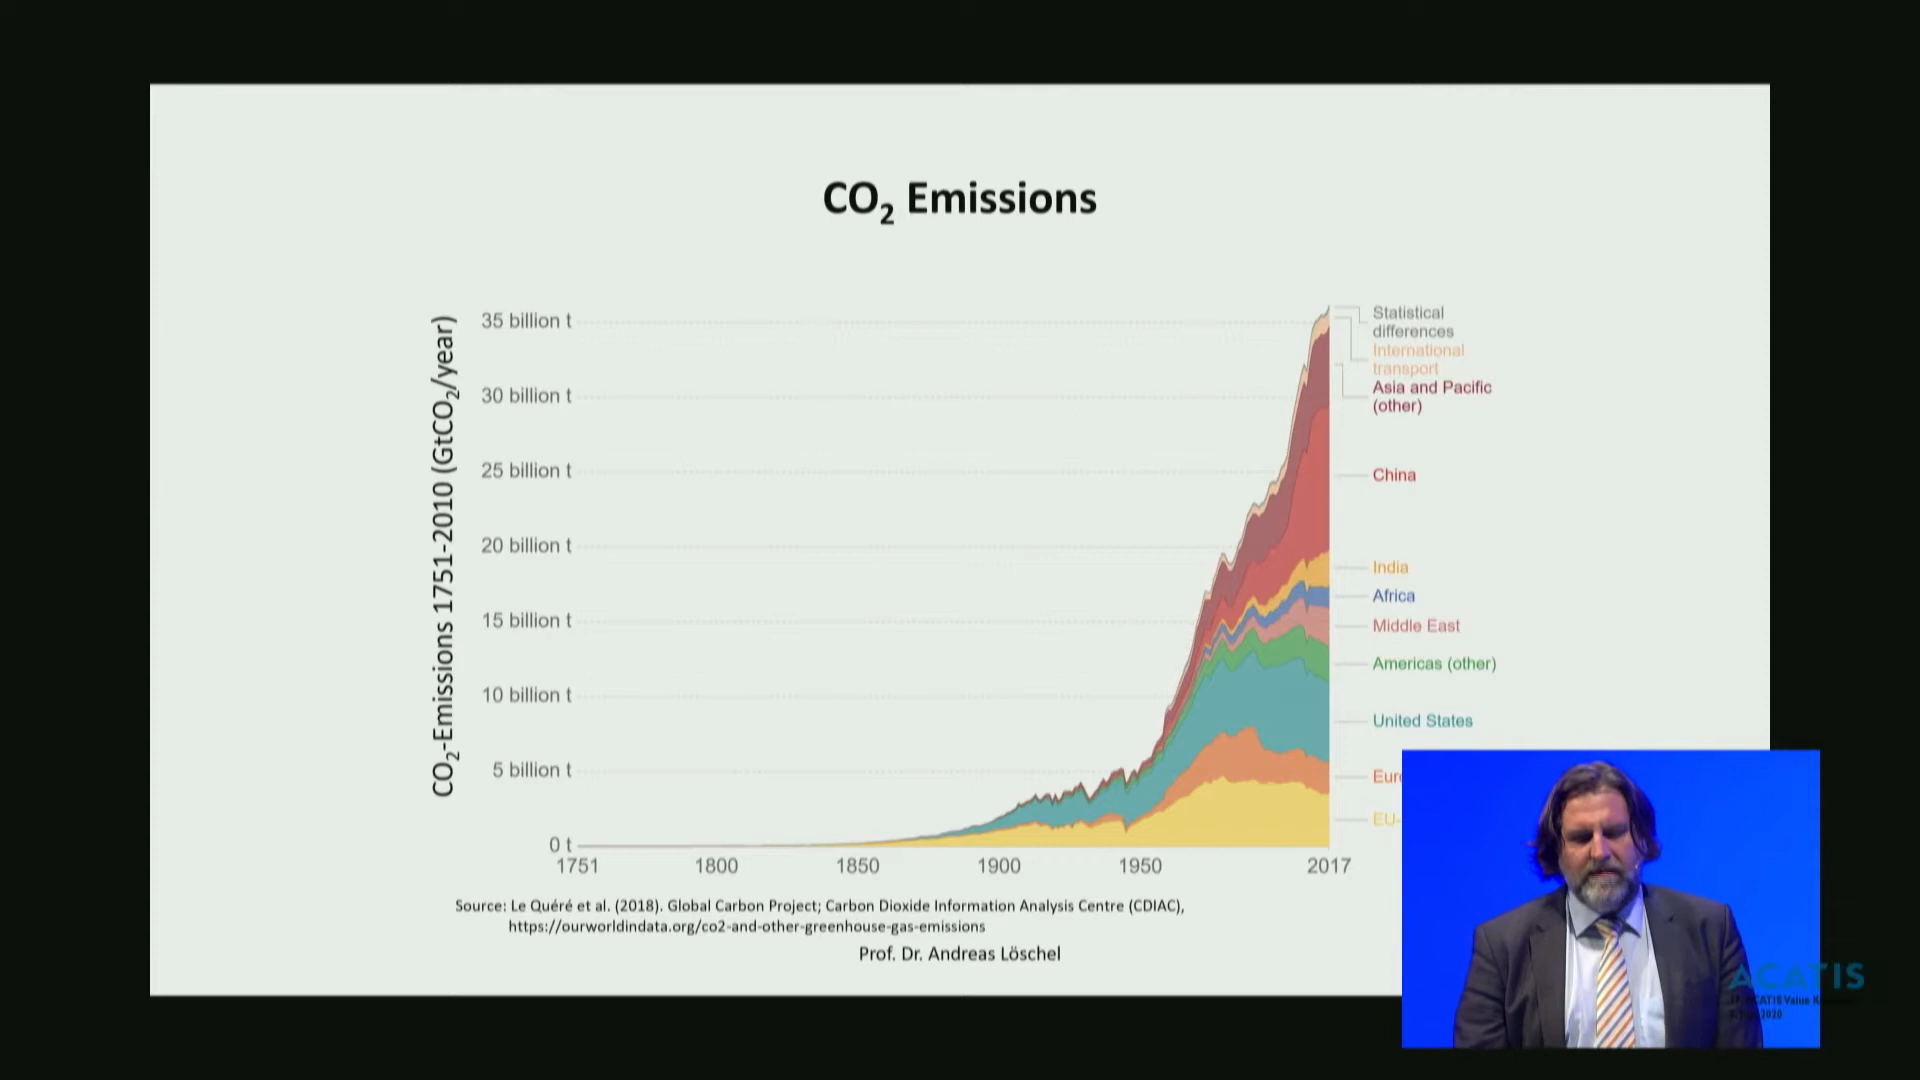 CO₂ Emissions
CO₂-Emissions 1751-2010 (GtCO₂/year)
35 billion t
30 billion t
25 billion t
20 billion t
15 billion t
10 billion t
5 billion t
0 t
1751
1800
1850
1900
1950
2017
Statistical
differences
International
transport
Asia and Pacific
(other)
China
India
Africa
Middle East
Americas (other)
United States
EU-
Source: Le Quéré et al. (2018). Global Carbon Project; Carbon Dioxide Information Analysis Centre (CDIAC),
https://ourworldindata.org/co2-and-other-greenhouse-gas-emissions
Prof. Dr. Andreas Löschel
ACATIS
ACATIS Value
2020